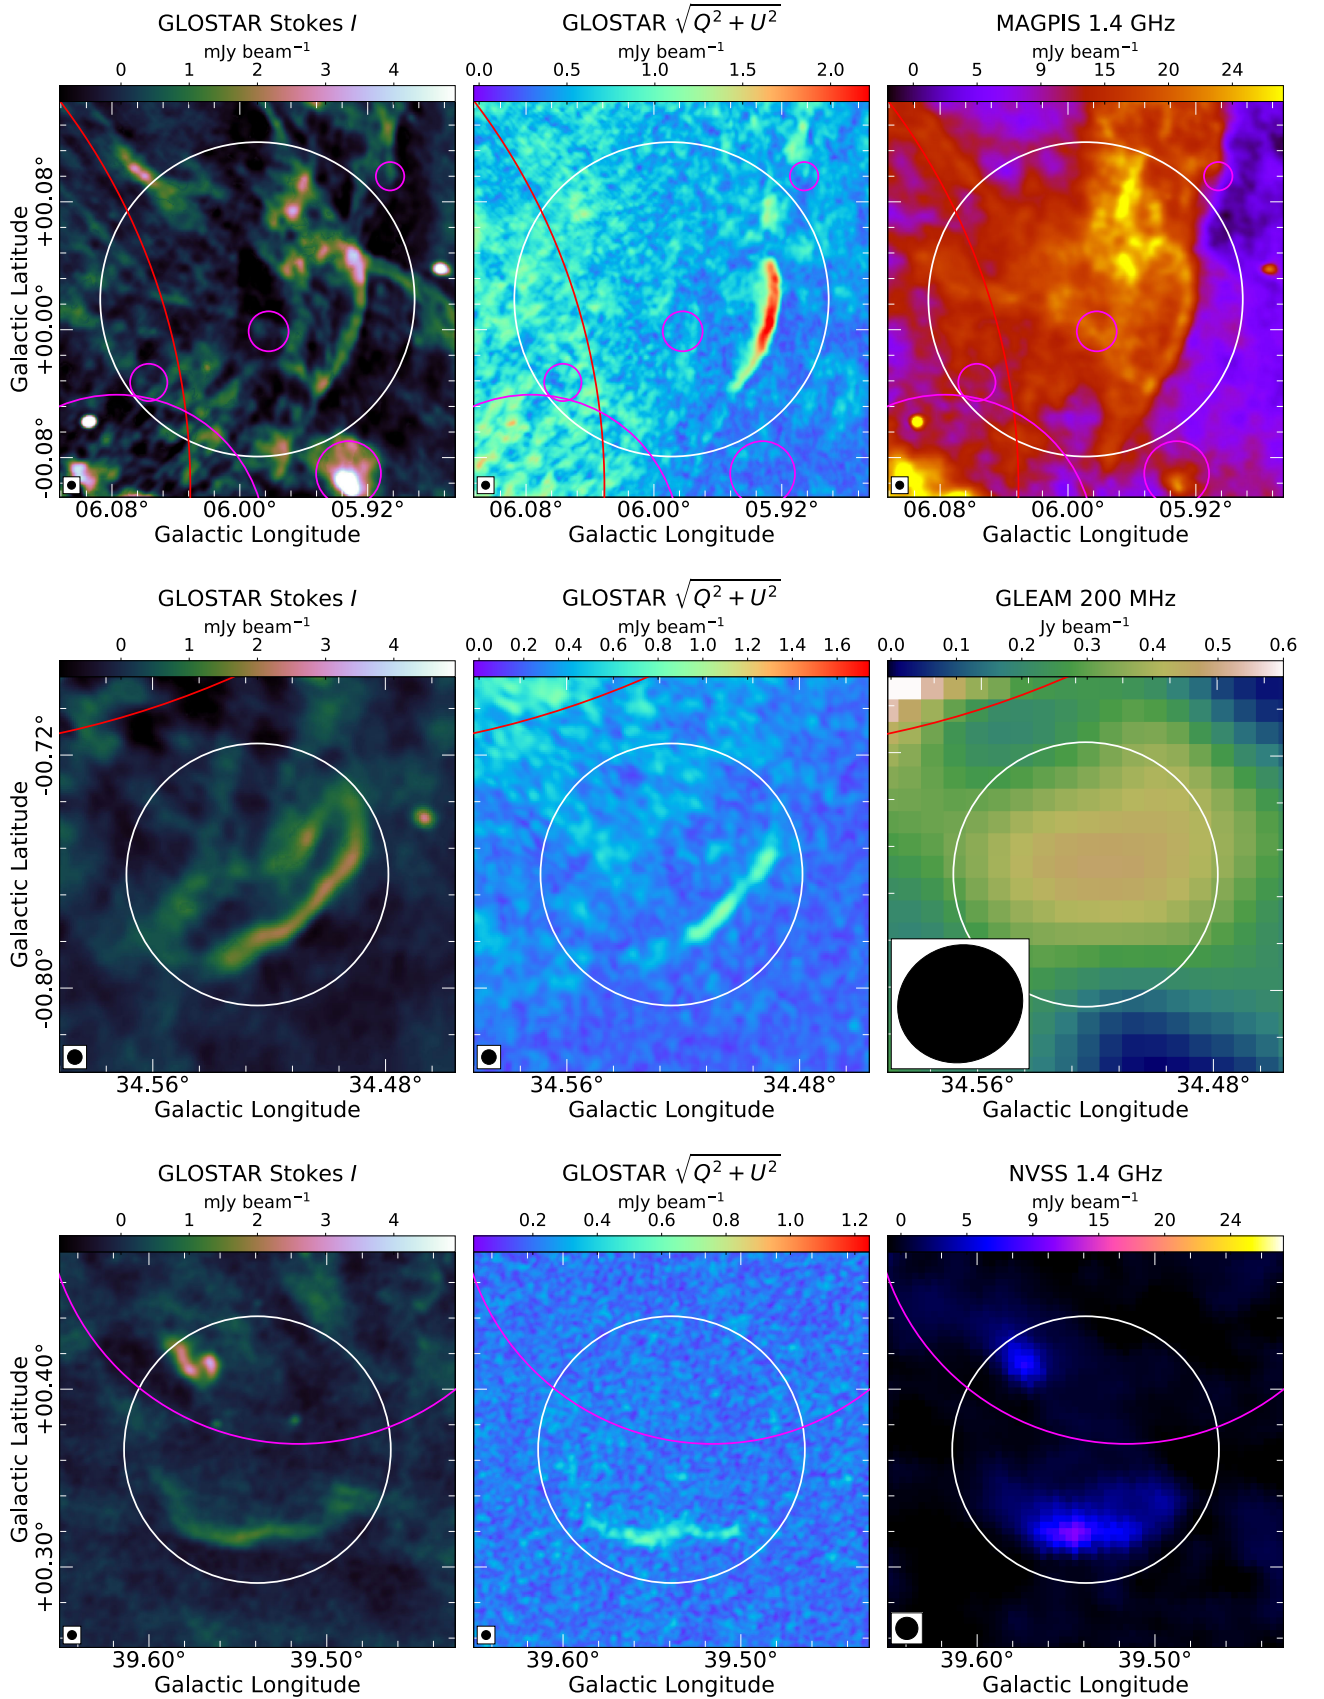 GLOSTAR Stokes I
mJy beam⁻¹
0 1 2 3 4
GLOSTAR √Q² + U²
mJy beam⁻¹
0.0 0.5 1.0 1.5 2.0
MAGPIS 1.4 GHz
mJy beam⁻¹
0 5 9 15 20 24
Galactic Latitude
+00.08°
+00.00°
-00.08°
06.08° 06.00° 05.92°
Galactic Longitude
06.08° 06.00° 05.92°
Galactic Longitude
06.08° 06.00° 05.92°
Galactic Longitude
GLOSTAR Stokes I
mJy beam⁻¹
0 1 2 3 4
GLOSTAR √Q² + U²
mJy beam⁻¹
0.0 0.2 0.4 0.6 0.8 1.0 1.2 1.4 1.6
GLEAM 200 MHz
Jy beam⁻¹
0.0 0.1 0.2 0.3 0.4 0.5 0.6
Galactic Latitude
-00.72°
-00.80°
34.56° 34.48°
Galactic Longitude
34.56° 34.48°
Galactic Longitude
34.56° 34.48°
Galactic Longitude
GLOSTAR Stokes I
mJy beam⁻¹
0 1 2 3 4
GLOSTAR √Q² + U²
mJy beam⁻¹
0.2 0.4 0.6 0.8 1.0 1.2
NVSS 1.4 GHz
mJy beam⁻¹
0 5 9 15 20 24
Galactic Latitude
+00.40°
+00.30°
39.60° 39.50°
Galactic Longitude
39.60° 39.50°
Galactic Longitude
39.60° 39.50°
Galactic Longitude